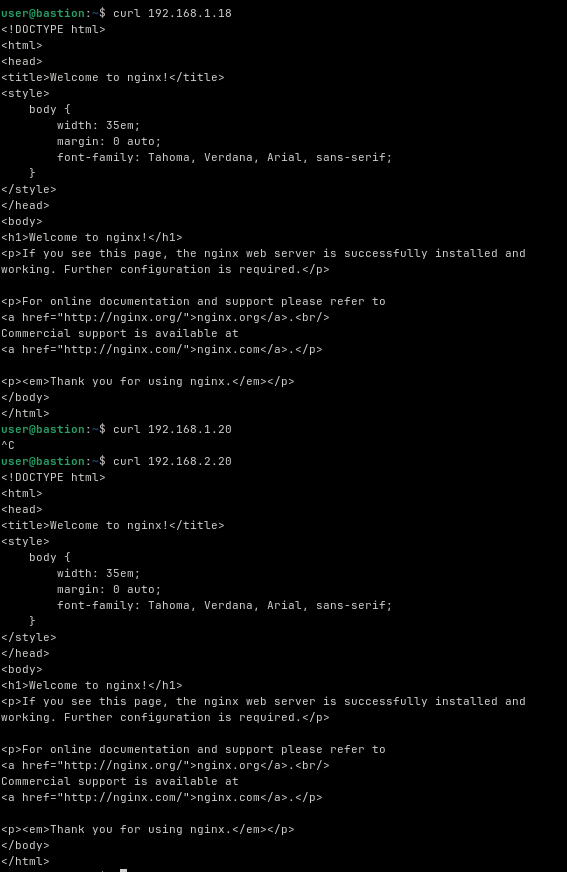 user@bastion:~$ curl 192.168.1.18
<!DOCTYPE html>
<html>
<head>
<title>Welcome to nginx!</title>
<style>
    body {
        width: 35em;
        margin: 0 auto;
        font-family: Tahoma, Verdana, Arial, sans-serif;
    }
</style>
</head>
<body>
<h1>Welcome to nginx!</h1>
<p>If you see this page, the nginx web server is successfully installed and
working. Further configuration is required.</p>

<p>For online documentation and support please refer to
<a href="http://nginx.org/">nginx.org</a>.<br/>
Commercial support is available at
<a href="http://nginx.com/">nginx.com</a>.</p>

<p><em>Thank you for using nginx.</em></p>
</body>
</html>
user@bastion:~$ curl 192.168.1.20
^C
user@bastion:~$ curl 192.168.2.20
<!DOCTYPE html>
<html>
<head>
<title>Welcome to nginx!</title>
<style>
    body {
        width: 35em;
        margin: 0 auto;
        font-family: Tahoma, Verdana, Arial, sans-serif;
    }
</style>
</head>
<body>
<h1>Welcome to nginx!</h1>
<p>If you see this page, the nginx web server is successfully installed and
working. Further configuration is required.</p>

<p>For online documentation and support please refer to
<a href="http://nginx.org/">nginx.org</a>.<br/>
Commercial support is available at
<a href="http://nginx.com/">nginx.com</a>.</p>

<p><em>Thank you for using nginx.</em></p>
</body>
</html>